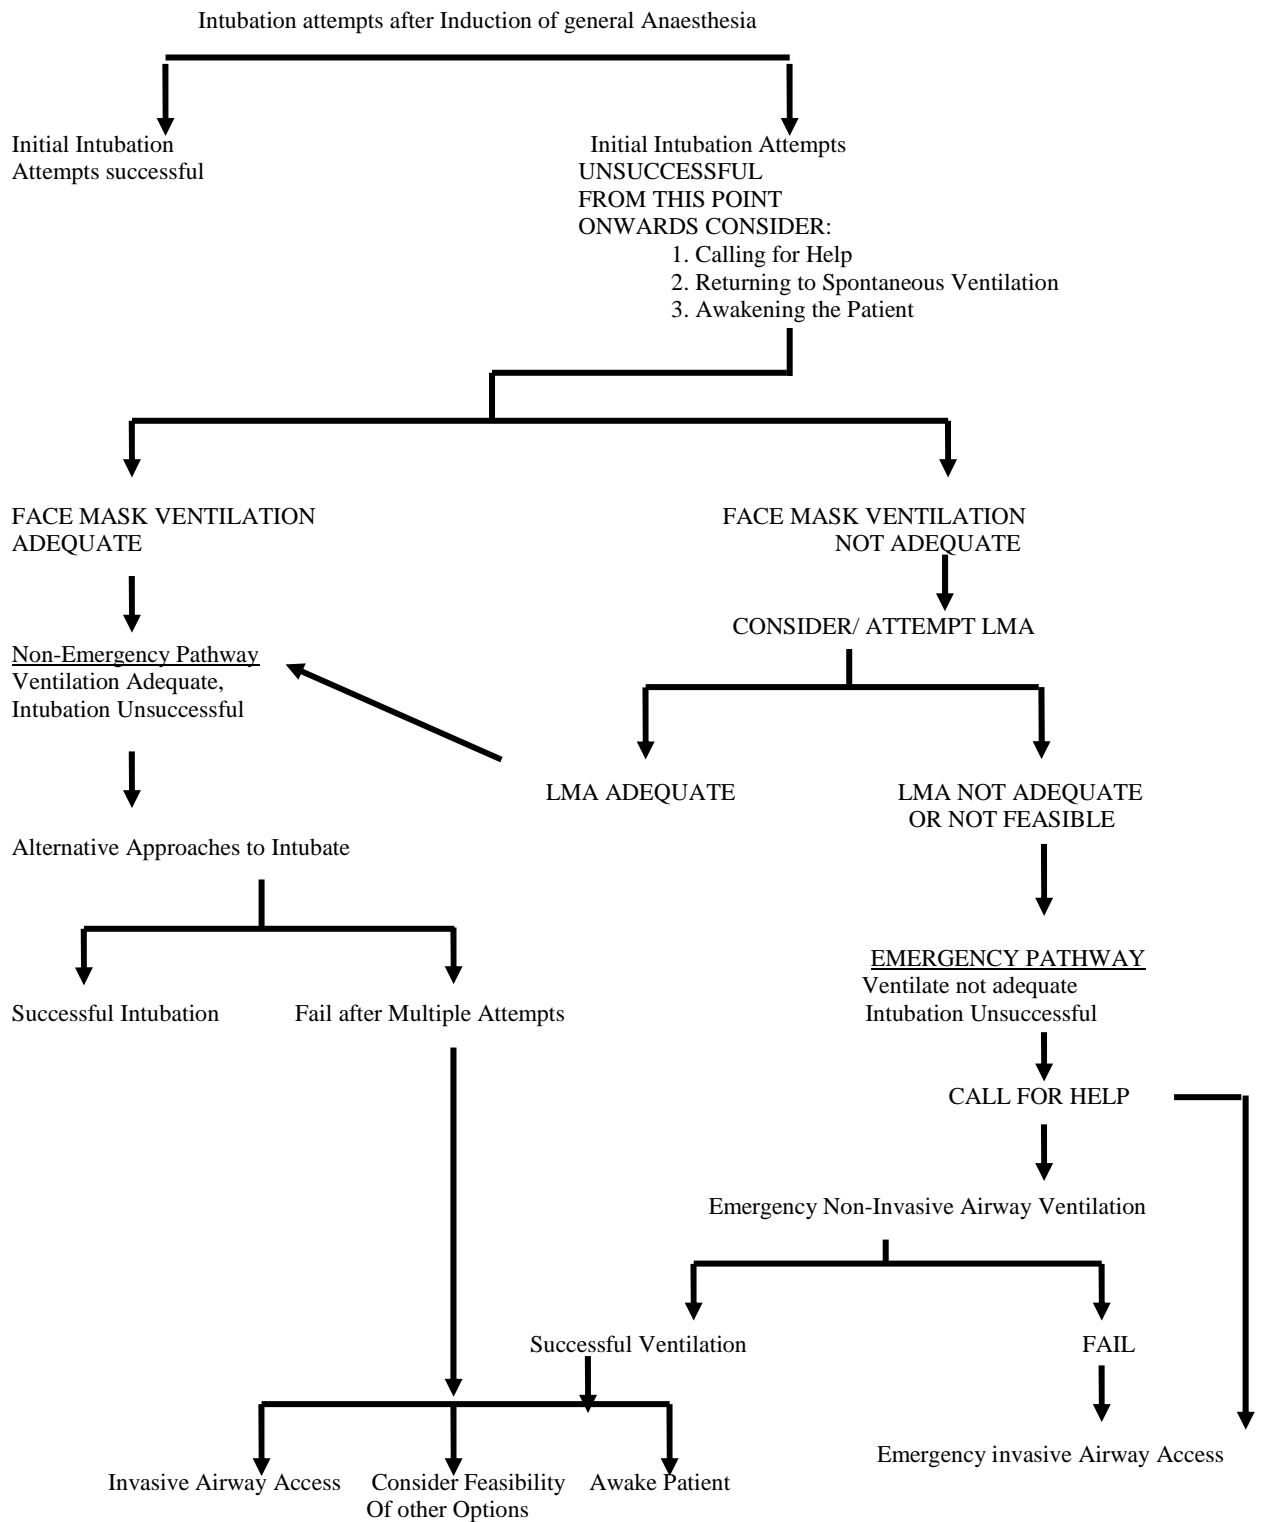 Intubation attempts after Induction of general Anaesthesia
Initial Intubation
Attempts successful
Initial Intubation Attempts
UNSUCCESSFUL
FROM THIS POINT
ONWARDS CONSIDER:
1. Calling for Help
2. Returning to Spontaneous Ventilation
3. Awakening the Patient
FACE MASK VENTILATION
ADEQUATE
FACE MASK VENTILATION
NOT ADEQUATE
CONSIDER/ ATTEMPT LMA
Non-Emergency Pathway
Ventilation Adequate,
Intubation Unsuccessful
LMA ADEQUATE
LMA NOT ADEQUATE
OR NOT FEASIBLE
Alternative Approaches to Intubate
EMERGENCY PATHWAY
Ventilate not adequate
Intubation Unsuccessful
Successful Intubation
Fail after Multiple Attempts
CALL FOR HELP
Emergency Non-Invasive Airway Ventilation
Successful Ventilation
FAIL
Emergency invasive Airway Access
Invasive Airway Access
Consider Feasibility
Of other Options
Awake Patient